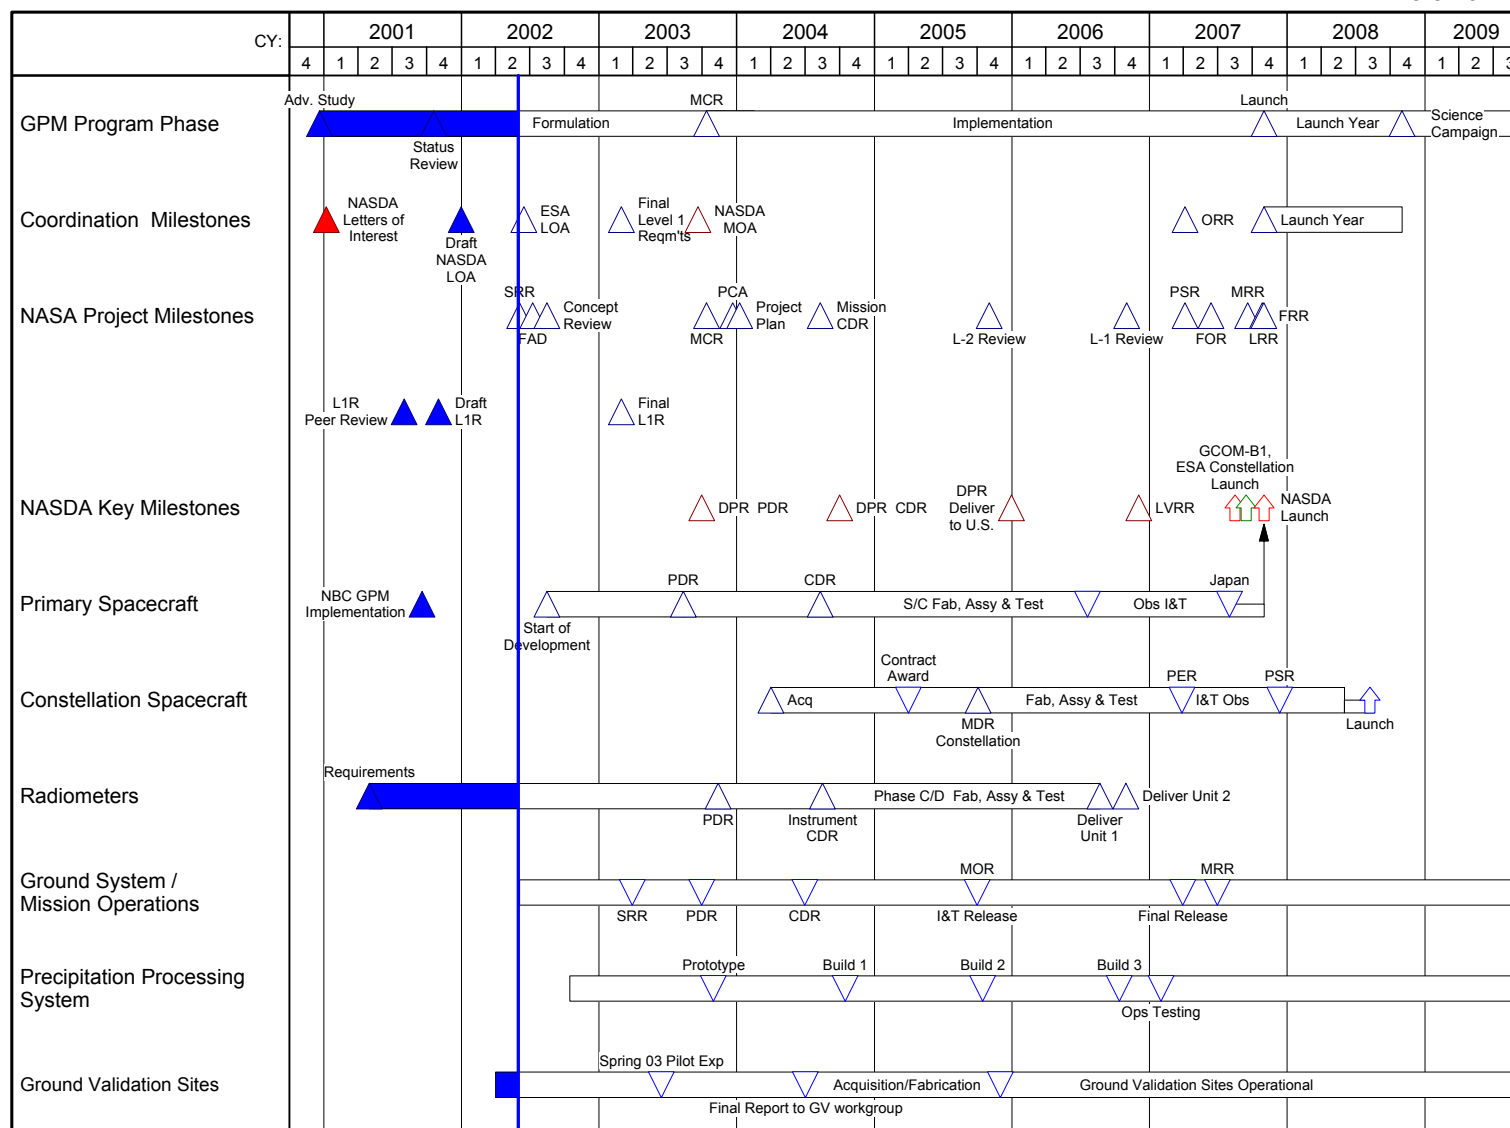 CY:
2001 2002 2003 2004 2005 2006 2007 2008 2009
4 1 2 3 4 1 2 3 4 1 2 3 4 1 2 3 4 1 2 3 4 1 2 3 4 1 2 3 4 1 2 3 4 1 2 3
GPM Program Phase
Adv. Study
Status
Review
Formulation
MCR
Implementation
Launch
Launch Year
Science
Campaign
Coordination Milestones
NASDA
Letters of
Interest
Draft
NASDA
LOA
ESA
LOA
Final
Level 1
Reqm'ts
NASDA
MOA
ORR
Launch Year
NASA Project Milestones
SRR
FAD
Concept
Review
MCR
PCA
Project
Plan
Mission
CDR
L-2 Review
L-1 Review
PSR
FOR
MRR
LRR
FRR
L1R
Peer Review
Draft
L1R
Final
L1R
NASDA Key Milestones
DPR PDR
DPR CDR
DPR
Deliver
to U.S.
LVRR
GCOM-B1,
ESA Constellation
Launch
NASDA
Launch
Primary Spacecraft
NBC GPM
Implementation
Start of
Development
PDR
CDR
S/C Fab, Assy & Test
Obs I&T
Japan
Constellation Spacecraft
Acq
Contract
Award
MDR
Constellation
Fab, Assy & Test
PER
I&T Obs
PSR
Launch
Radiometers
Requirements
PDR
Instrument
CDR
Phase C/D Fab, Assy & Test
Deliver
Unit 1
Deliver Unit 2
Ground System /
Mission Operations
SRR
PDR
CDR
MOR
I&T Release
Final Release
MRR
Precipitation Processing
System
Prototype
Build 1
Build 2
Build 3
Ops Testing
Ground Validation Sites
Spring 03 Pilot Exp
Final Report to GV workgroup
Acquisition/Fabrication
Ground Validation Sites Operational